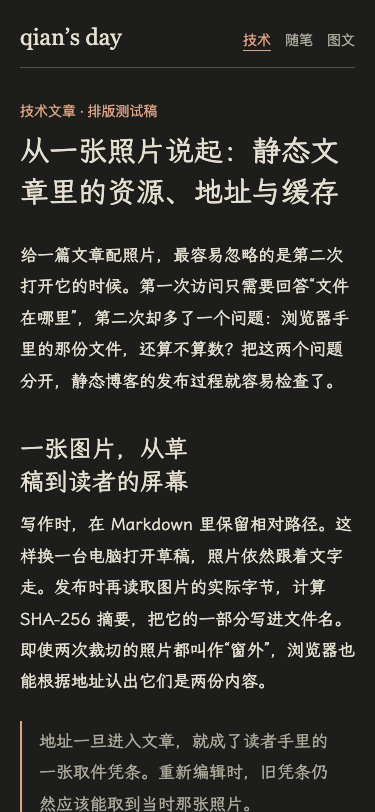 qian’s day
技术 随笔 图文
技术文章 · 排版测试稿
从一张照片说起：静态文
章里的资源、地址与缓存
给一篇文章配照片，最容易忽略的是第二次
打开它的时候。第一次访问只需要回答“文件
在哪里”，第二次却多了一个问题：浏览器手
里的那份文件，还算不算数？把这两个问题
分开，静态博客的发布过程就容易检查了。
一张图片，从草
稿到读者的屏幕
写作时，在 Markdown 里保留相对路径。这
样换一台电脑打开草稿，照片依然跟着文字
走。发布时再读取图片的实际字节，计算
SHA-256 摘要，把它的一部分写进文件名。
即使两次裁切的照片都叫作“窗外”，浏览器也
能根据地址认出它们是两份内容。
地址一旦进入文章，就成了读者手里的
一张取件凭条。重新编辑时，旧凭条仍
然应该能取到当时那张照片。